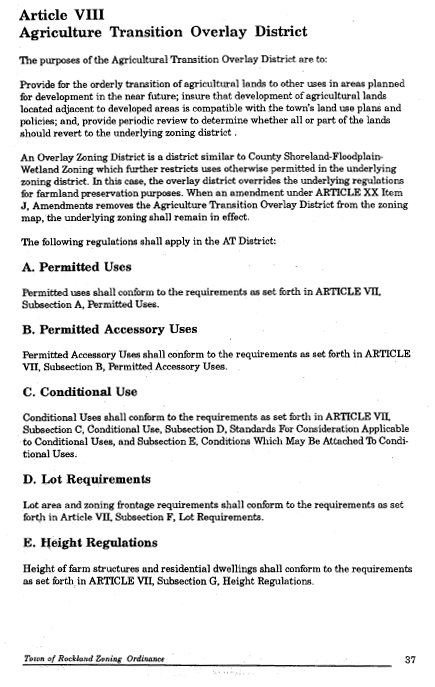 Article VIII
Agriculture Transition Overlay District
The purposes of the Agricultural Transition Overlay District are to:
Provide for the orderly transition of agricultural lands to other uses in areas planned
for development in the near future; insure that development of agricultural lands
located adjacent to developed areas is compatible with the town's land use plans and
policies; and, provide periodic review to determine whether all or part of the lands
should revert to the underlying zoning district .
An Overlay Zoning District is a district similar to County Shoreland-Floodplain-
Wetland Zoning which further restricts uses otherwise permitted in the underlying
zoning district. In this case, the overlay district overrides the underlying regulations
for farmland preservation purposes. When an amendment under ARTICLE XX Item
J, Amendments removes the Agriculture Transition Overlay District from the zoning
map, the underlying zoning shall remain in effect.
The following regulations shall apply in the AT District:
A. Permitted Uses
Permitted uses shall conform to the requirements as set forth in ARTICLE VII,
Subsection A, Permitted Uses.
B. Permitted Accessory Uses
Permitted Accessory Uses shall conform to the requirements as set forth in ARTICLE
VII, Subsection B, Permitted Accessory Uses.
C. Conditional Use
Conditional Uses shall conform to the requirements as set forth in ARTICLE VII,
Subsection C, Conditional Use, Subsection D, Standards For Consideration Applicable
to Conditional Uses, and Subsection E, Conditions Which May Be Attached To Condi-
tional Uses.
D. Lot Requirements
Lot area and zoning frontage requirements shall conform to the requirements as set
forth in Article VII, Subsection F, Lot Requirements.
E. Height Regulations
Height of farm structures and residential dwellings shall conform to the requirements
as set forth in ARTICLE VII, Subsection G, Height Regulations.
Town of Rockland Zoning Ordinance 37